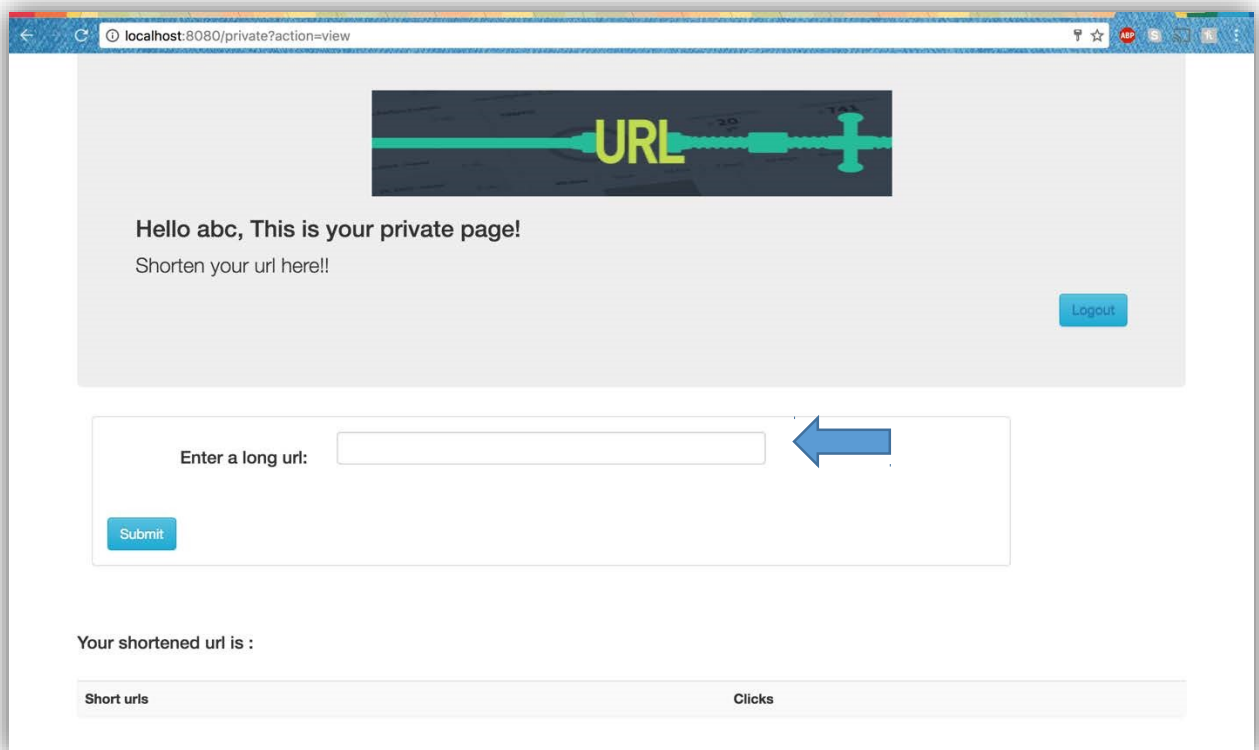 localhost:8080/private?action=view
ABP
URL
Hello abc, This is your private page!
Shorten your url here!!
Logout
Enter a long url:
Submit
Your shortened url is :
Short urls Clicks